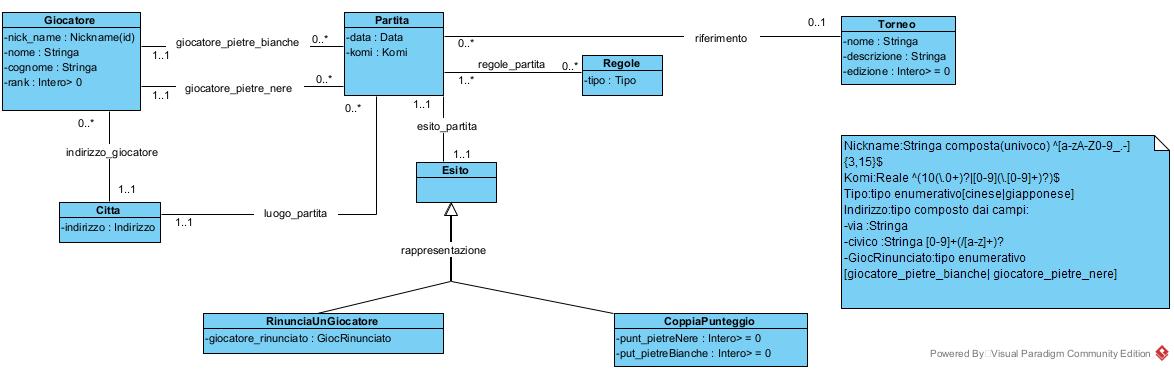 Giocatore
-nick_name : Nickname(id)
-nome : Stringa
-cognome : Stringa
-rank : Intero> 0
giocatore_pietre_bianche
1..1
0..*
giocatore_pietre_nere
1..1
0..*
Partita
-data : Data
-komi : Komi
0..*
riferimento
0..1
Torneo
-nome : Stringa
-descrizione : Stringa
-edizione : Intero> = 0
1..*
regole_partita
0..*
Regole
-tipo : Tipo
0..*
indirizzo_giocatore
1..1
0..*
1..1
esito_partita
1..1
Esito
Citta
-indirizzo : Indirizzo
1..1
luogo_partita
rappresentazione
Nickname:Stringa composta(univoco) ^[a-zA-Z0-9_.-]
{3,15}$
Komi:Reale ^(10(\.0+)?|[0-9](\.[0-9]+)?)$
Tipo:tipo enumerativo[cinese|giapponese]
Indirizzo:tipo composto dai campi:
-via :Stringa
-civico :Stringa [0-9]+(/[a-z]+)?
-GiocRinunciato:tipo enumerativo
[giocatore_pietre_bianche| giocatore_pietre_nere]
RinunciaUnGiocatore
-giocatore_rinunciato : GiocRinunciato
CoppiaPunteggio
-punt_pietreNere : Intero> = 0
-put_pietreBianche : Intero> = 0
Powered By Visual Paradigm Community Edition